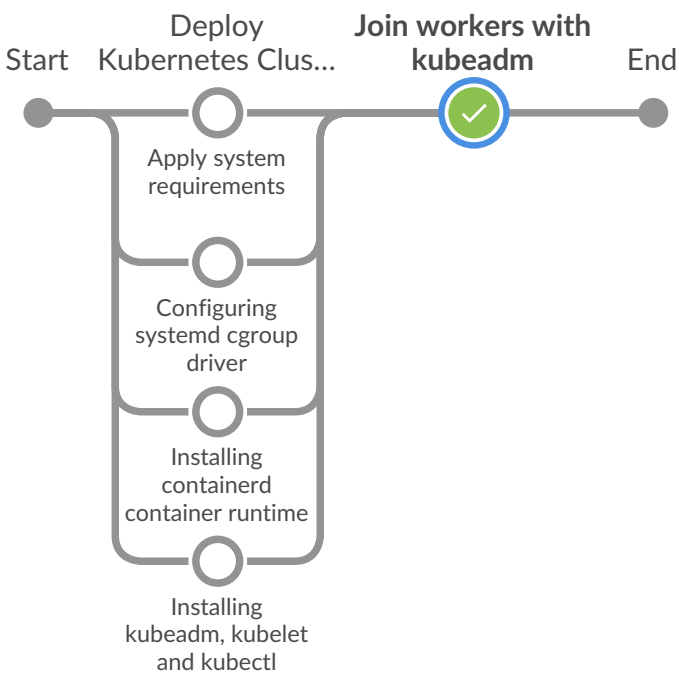 Start
Deploy
Kubernetes Clus...
Join workers with
kubeadm
End
Apply system
requirements
Configuring
systemd cgroup
driver
Installing
containerd
container runtime
Installing
kubeadm, kubelet
and kubectl